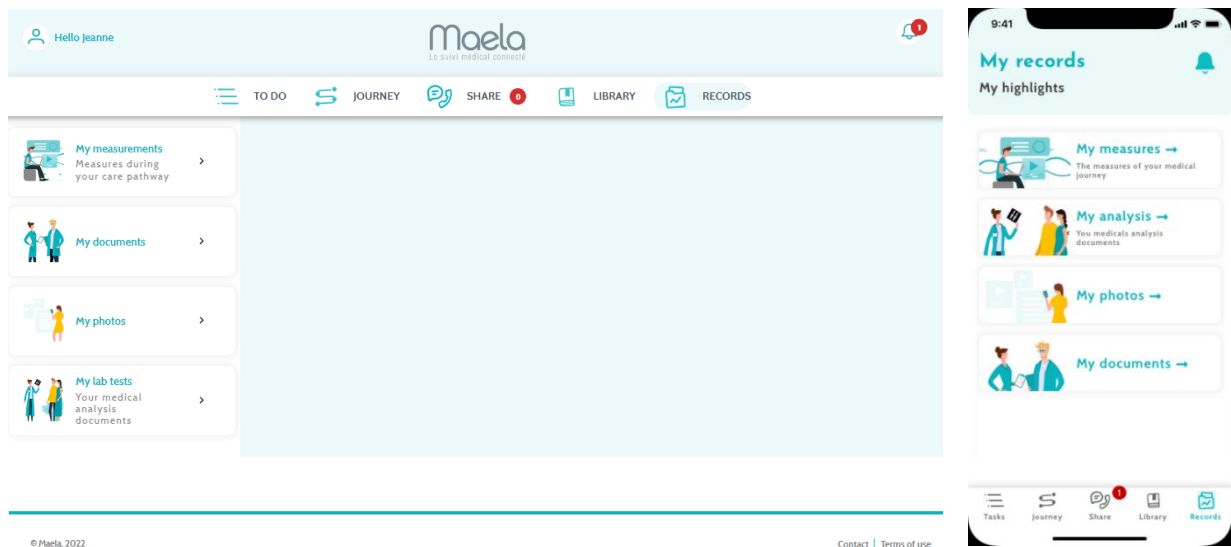 Hello Jeanne
Maela
Le suivi médical connecté
1
TO DO
JOURNEY
SHARE 0
LIBRARY
RECORDS
My measurements
Measures during
your care pathway
My documents
My photos
My lab tests
Your medical
analysis
documents
© Maela, 2022
Contact | Terms of use
9:41
My records
My highlights
My measures →
The measures of your medical
journey
My analysis →
You medicals analysis
documents
My photos →
My documents →
1
Tasks
Journey
Share
Library
Records